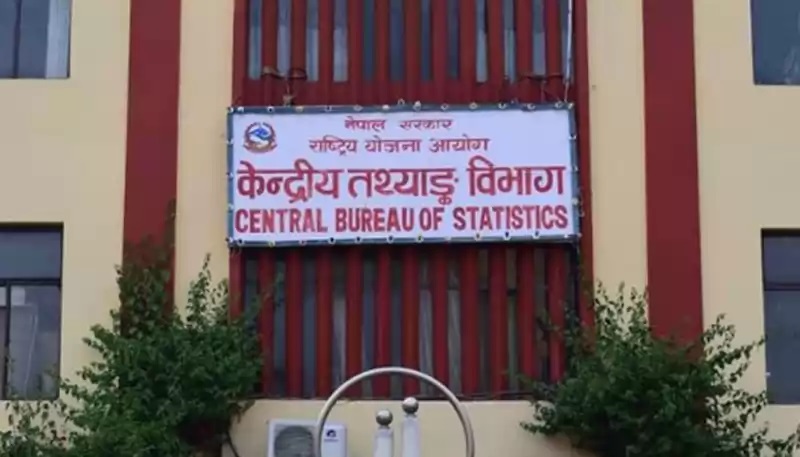 नेपाल सरकार
राष्ट्रिय योजना आयोग
केन्द्रीय तथ्याङ्क विभाग
CENTRAL BUREAU OF STATISTICS